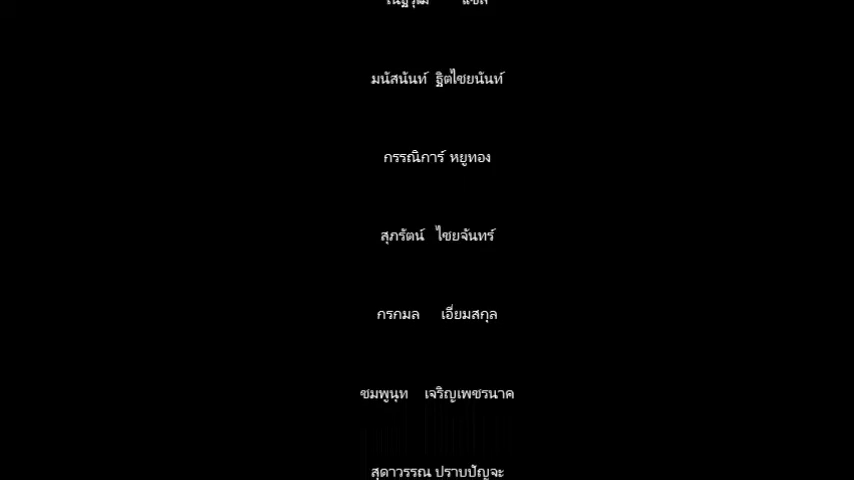 มนัสนันท์ ฐิตไชยนันท์
กรรณิการ์ หยูทอง
สุภรัตน์ ไชยจันทร์
กรกมล เอี่ยมสกุล
ชมพูนุท เจริญเพชรนาค
สุดาวรรณ ปราบปัญจะ